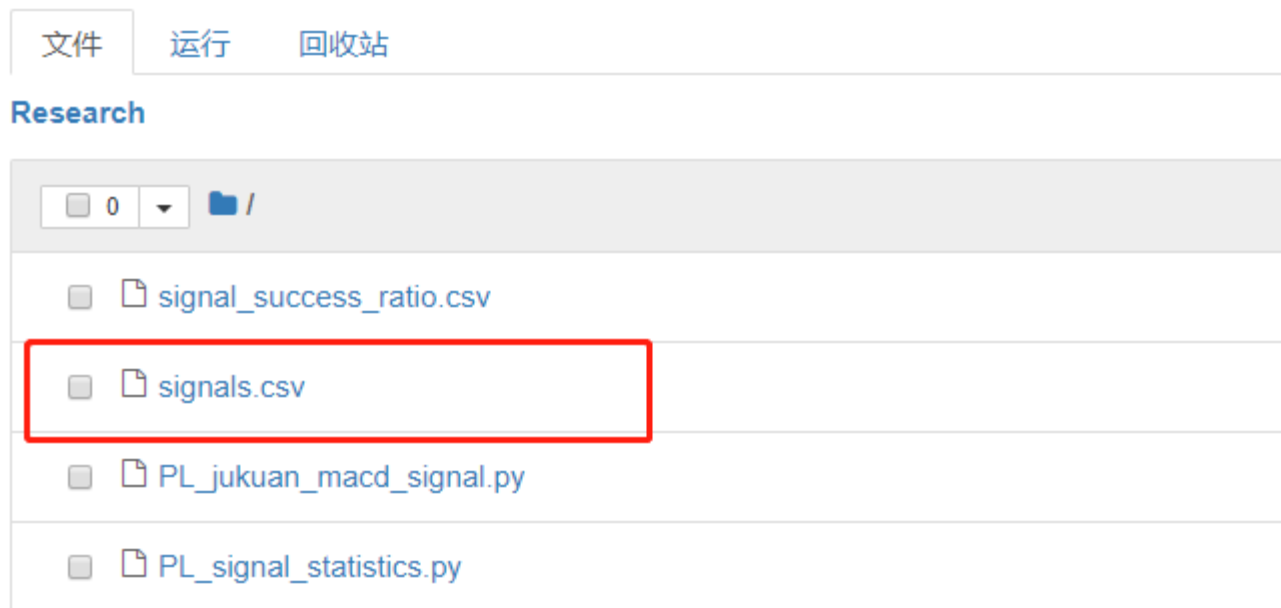 文件 运行 回收站
Research
0 /
signal_success_ratio.csv
signals.csv
PL_jukuan_macd_signal.py
PL_signal_statistics.py